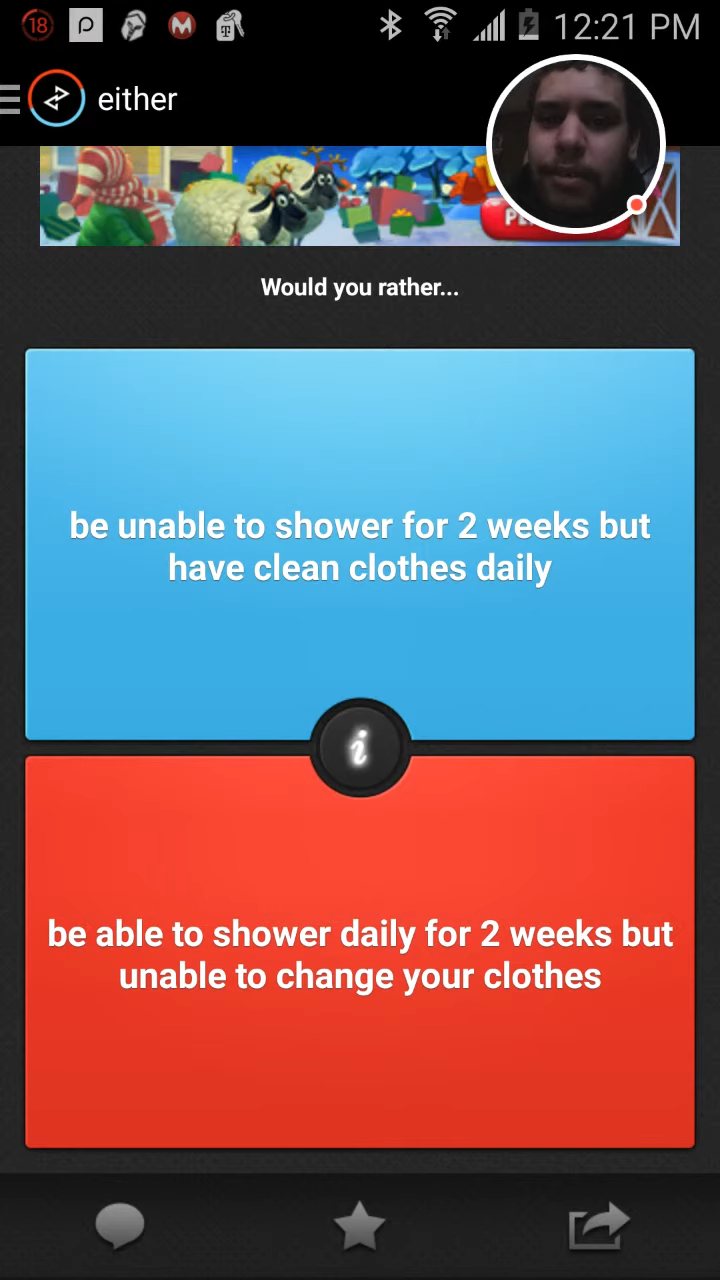 18 12:21 PM
either
Would you rather...
be unable to shower for 2 weeks but
have clean clothes daily
i
be able to shower daily for 2 weeks but
unable to change your clothes